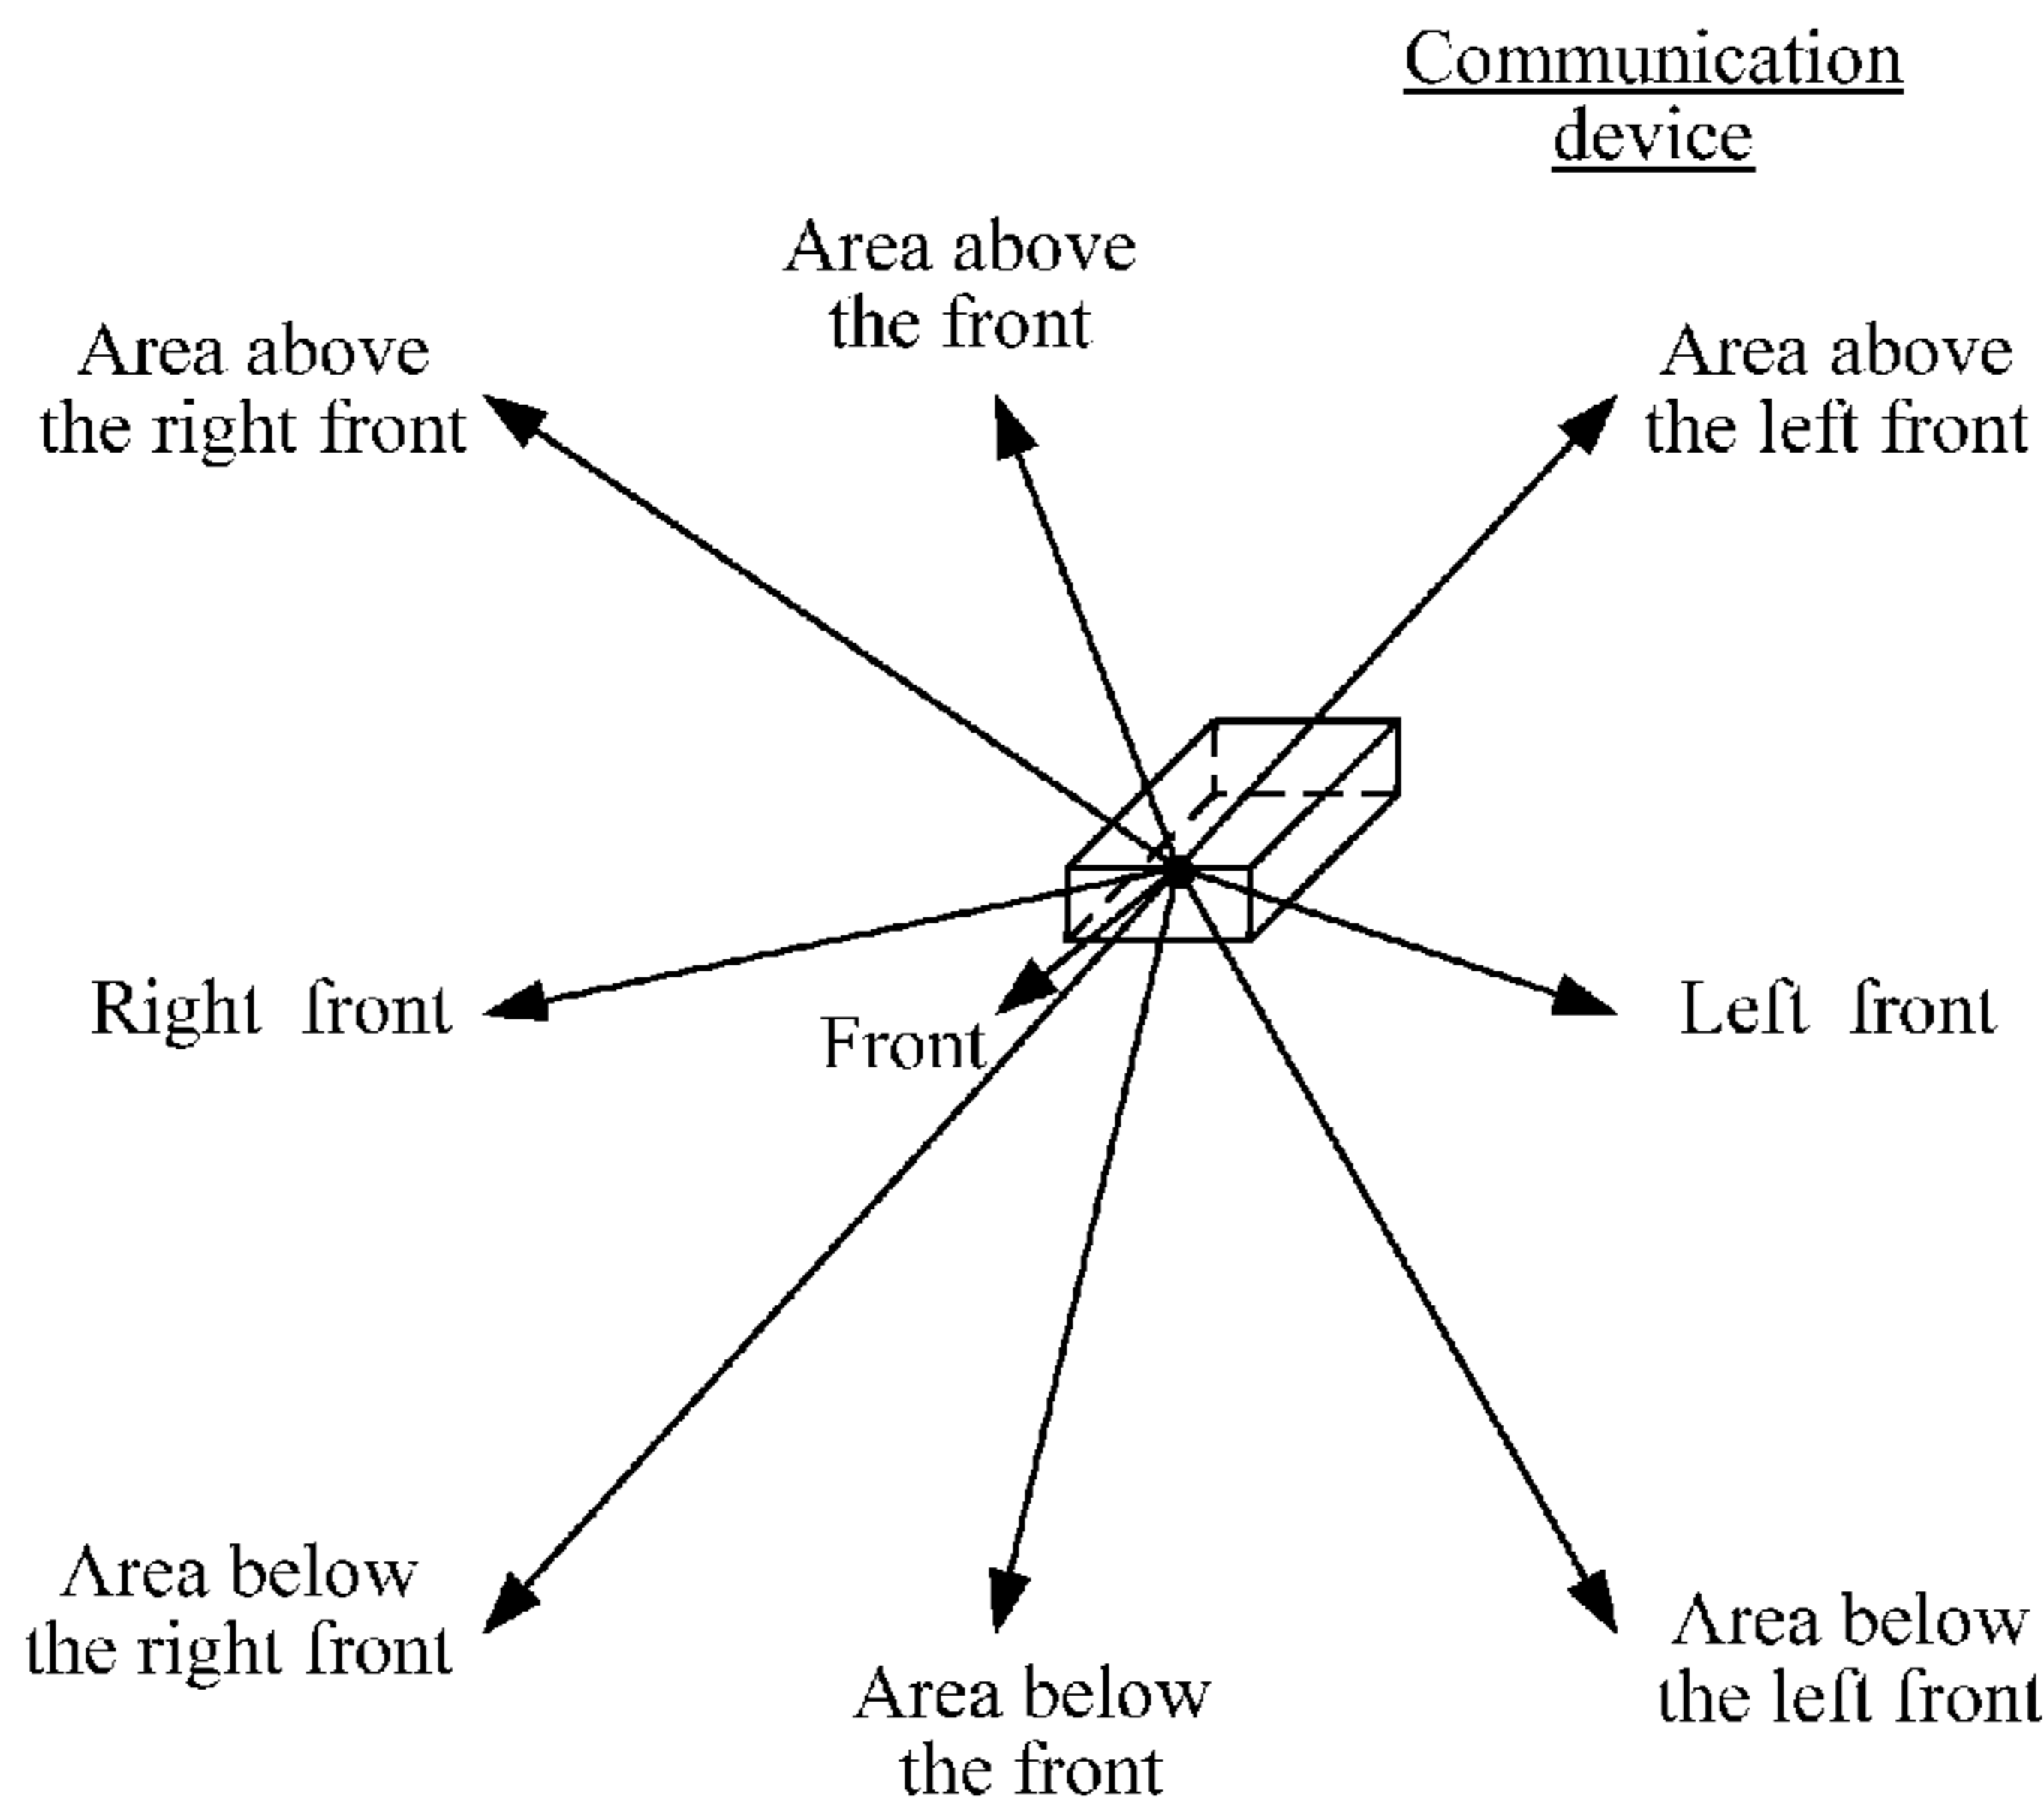 Communication
device
Area above
the front
Area above
the right front
Area above
the left front
Right front
Front
Left front
Area below
the right front
Area below
the front
Area below
the left front